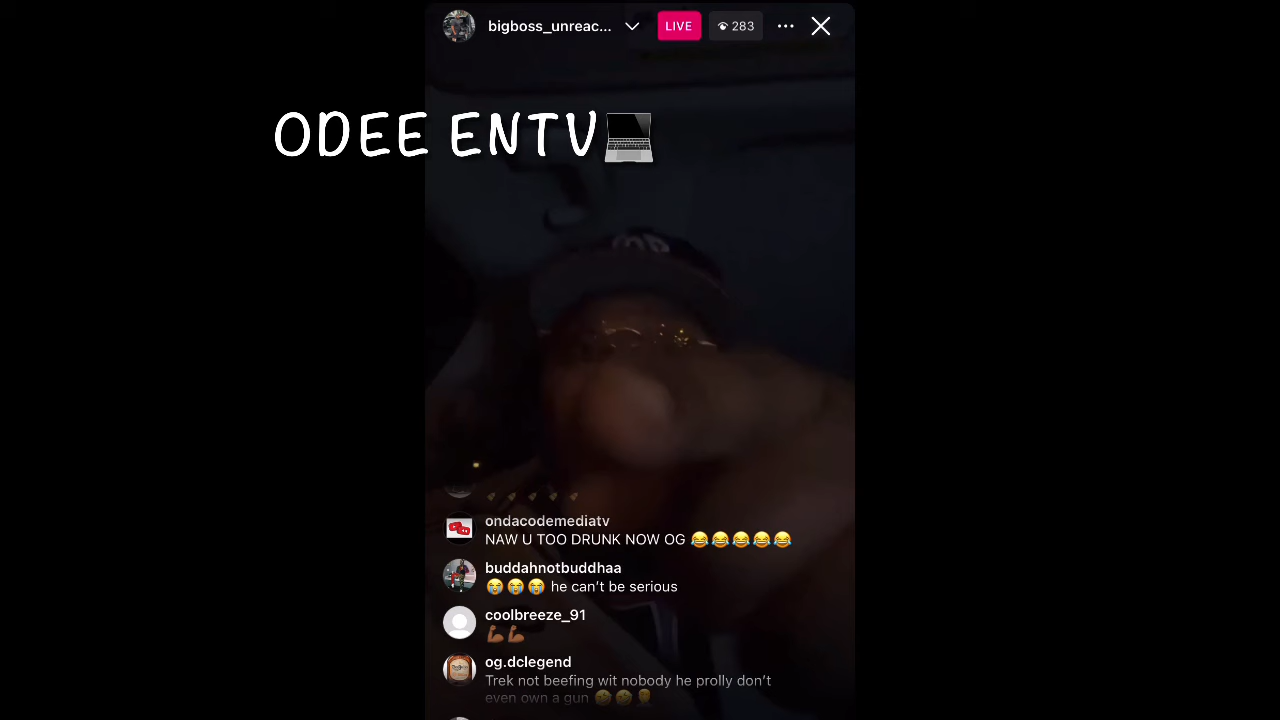 bigboss_unreac... LIVE 283
ODEE ENTV💻
ondacodemediatv
NAW U TOO DRUNK NOW OG 😂😂😂😂😂
buddahnotbuddhaa
😭😭😭 he can't be serious
coolbreeze_91
💪🏾💪🏾
og.dclegend
Trek not beefing wit nobody he prolly don't
even own a gun